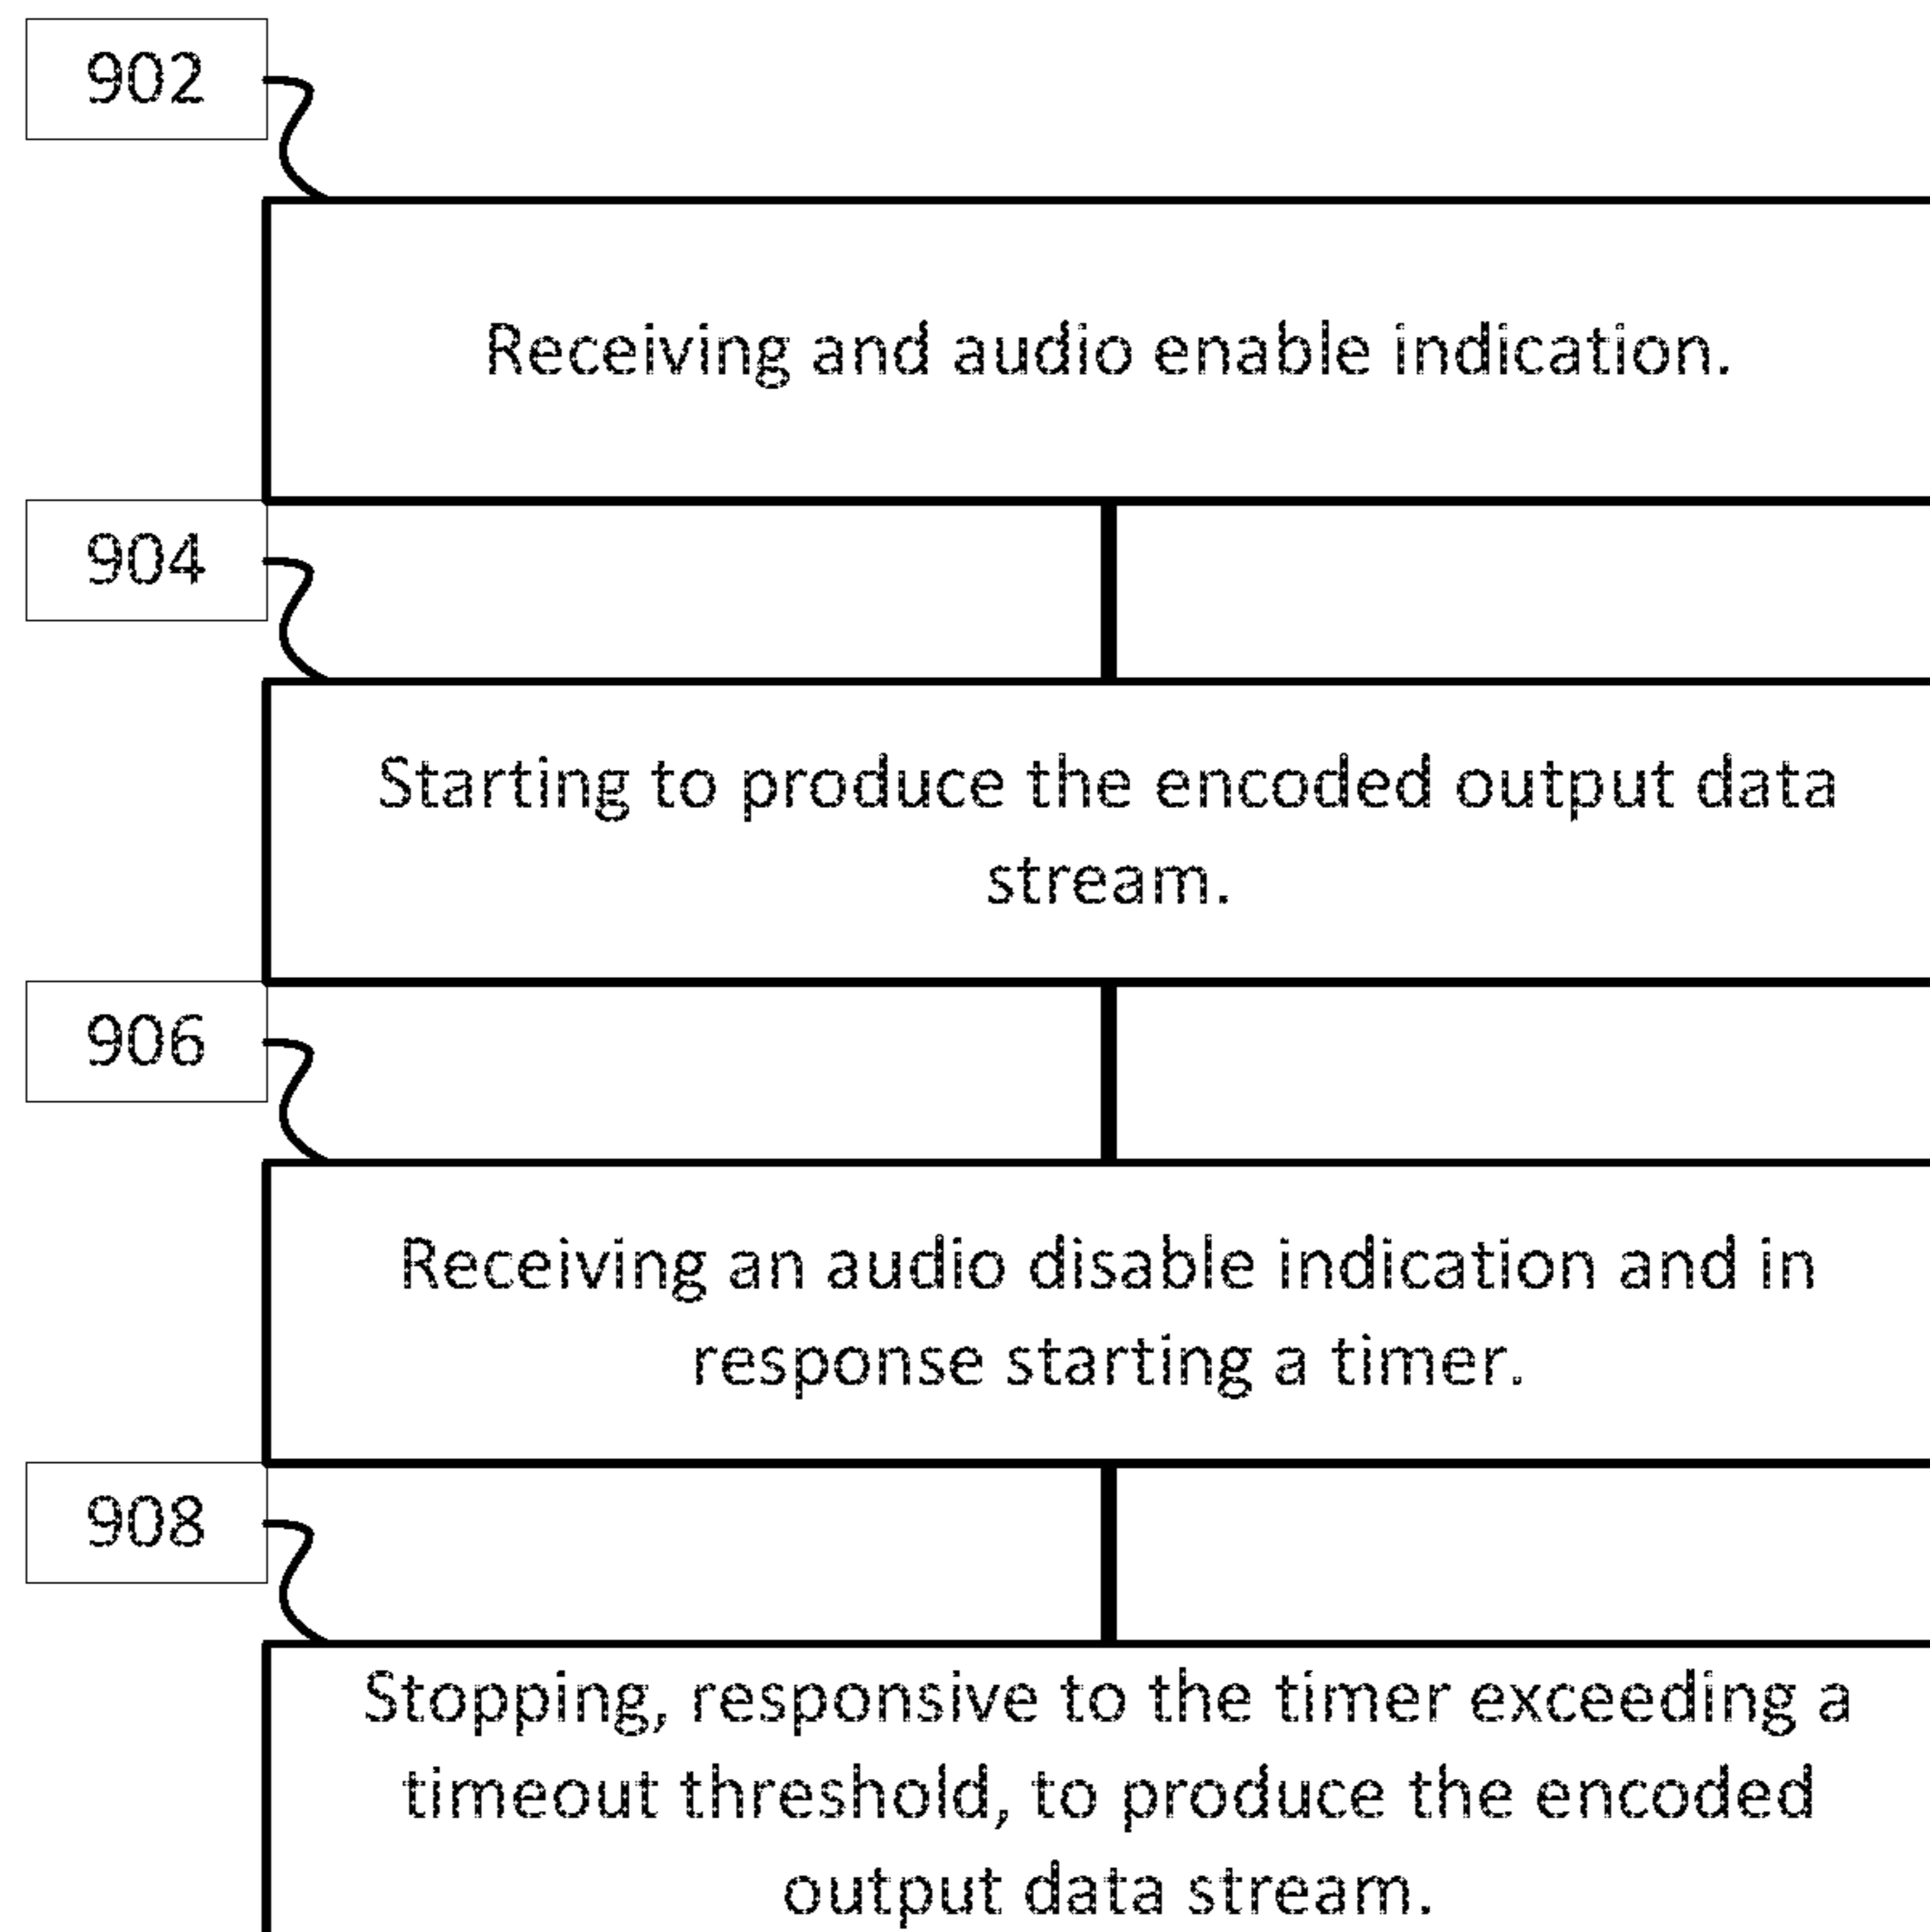 902
Receiving and audio enable indication.
904
Starting to produce the encoded output data
stream.
906
Receiving an audio disable indication and in
response starting a timer.
908
Stopping, responsive to the timer exceeding a
timeout threshold, to produce the encoded
output data stream.